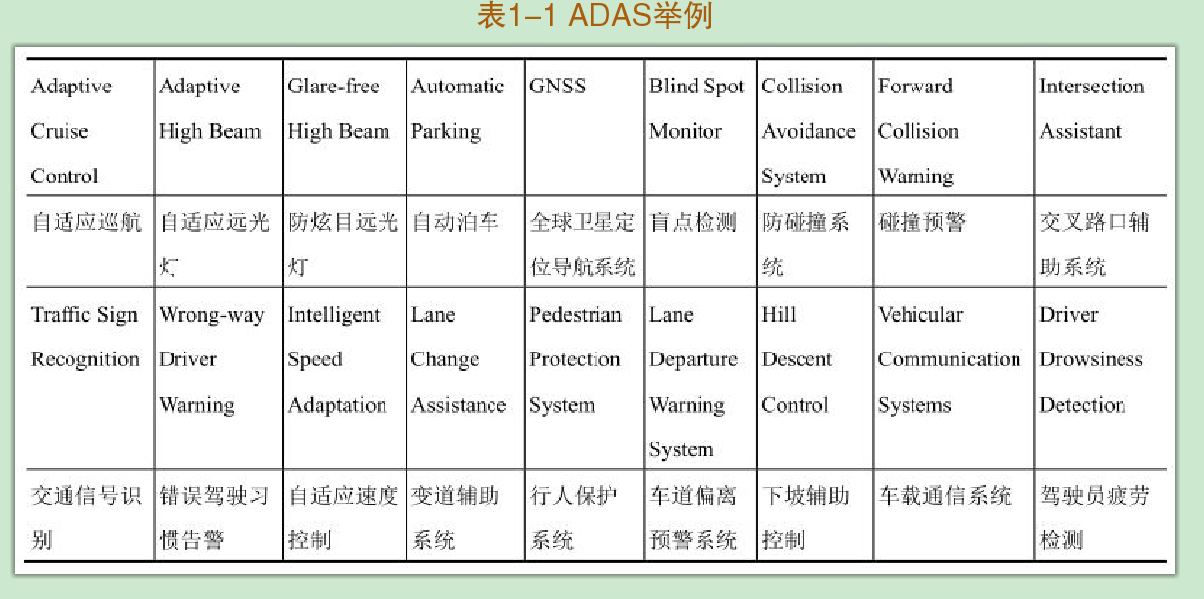 表1-1 ADAS举例
Adaptive
Cruise
Control
Adaptive
High Beam
Glare-free
High Beam
Automatic
Parking
GNSS
Blind Spot
Monitor
Collision
Avoidance
System
Forward
Collision
Warning
Intersection
Assistant
自适应巡航
自适应远光
灯
防炫目远光
灯
自动泊车
全球卫星定
位导航系统
盲点检测
防碰撞系
统
碰撞预警
交叉路口辅
助系统
Traffic Sign
Recognition
Wrong-way
Driver
Warning
Intelligent
Speed
Adaptation
Lane
Change
Assistance
Pedestrian
Protection
System
Lane
Departure
Warning
System
Hill
Descent
Control
Vehicular
Communication
Systems
Driver
Drowsiness
Detection
交通信号识
别
错误驾驶习
惯告警
自适应速度
控制
变道辅助
系统
行人保护
系统
车道偏离
预警系统
下坡辅助
控制
车载通信系统
驾驶员疲劳
检测